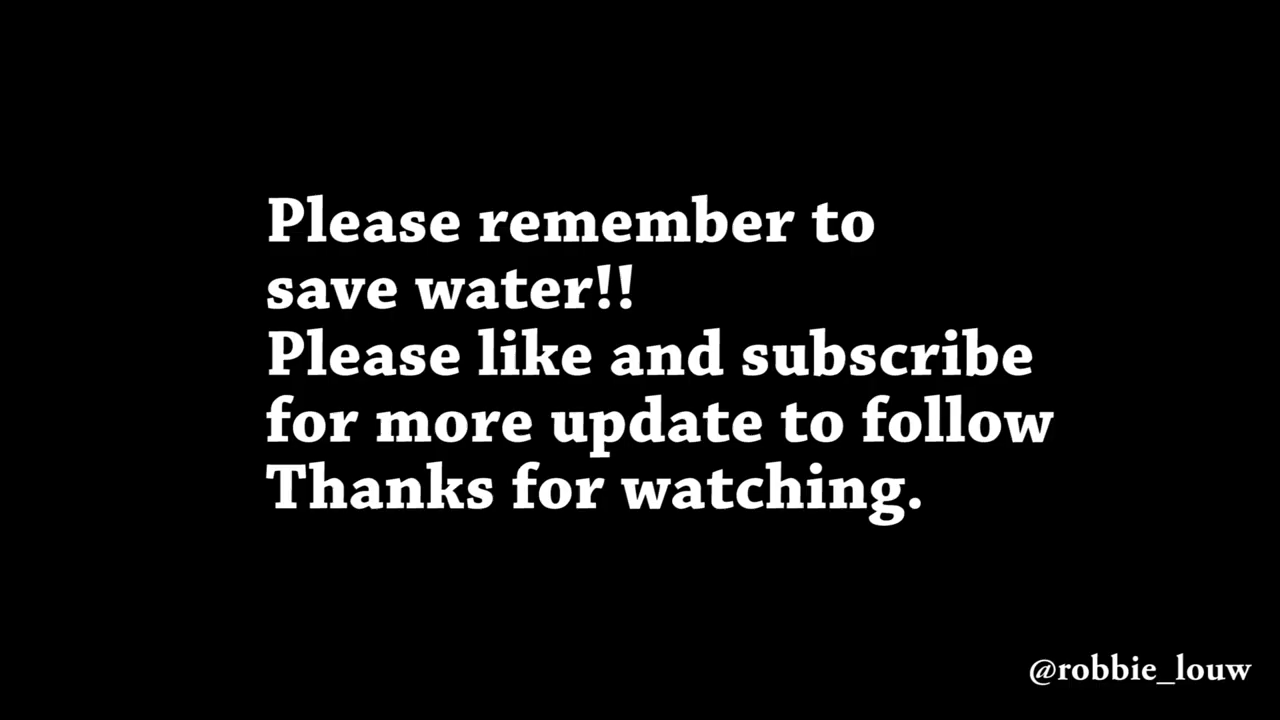 Please remember to
save water!!
Please like and subscribe
for more update to follow
Thanks for watching.
@robbie_louw